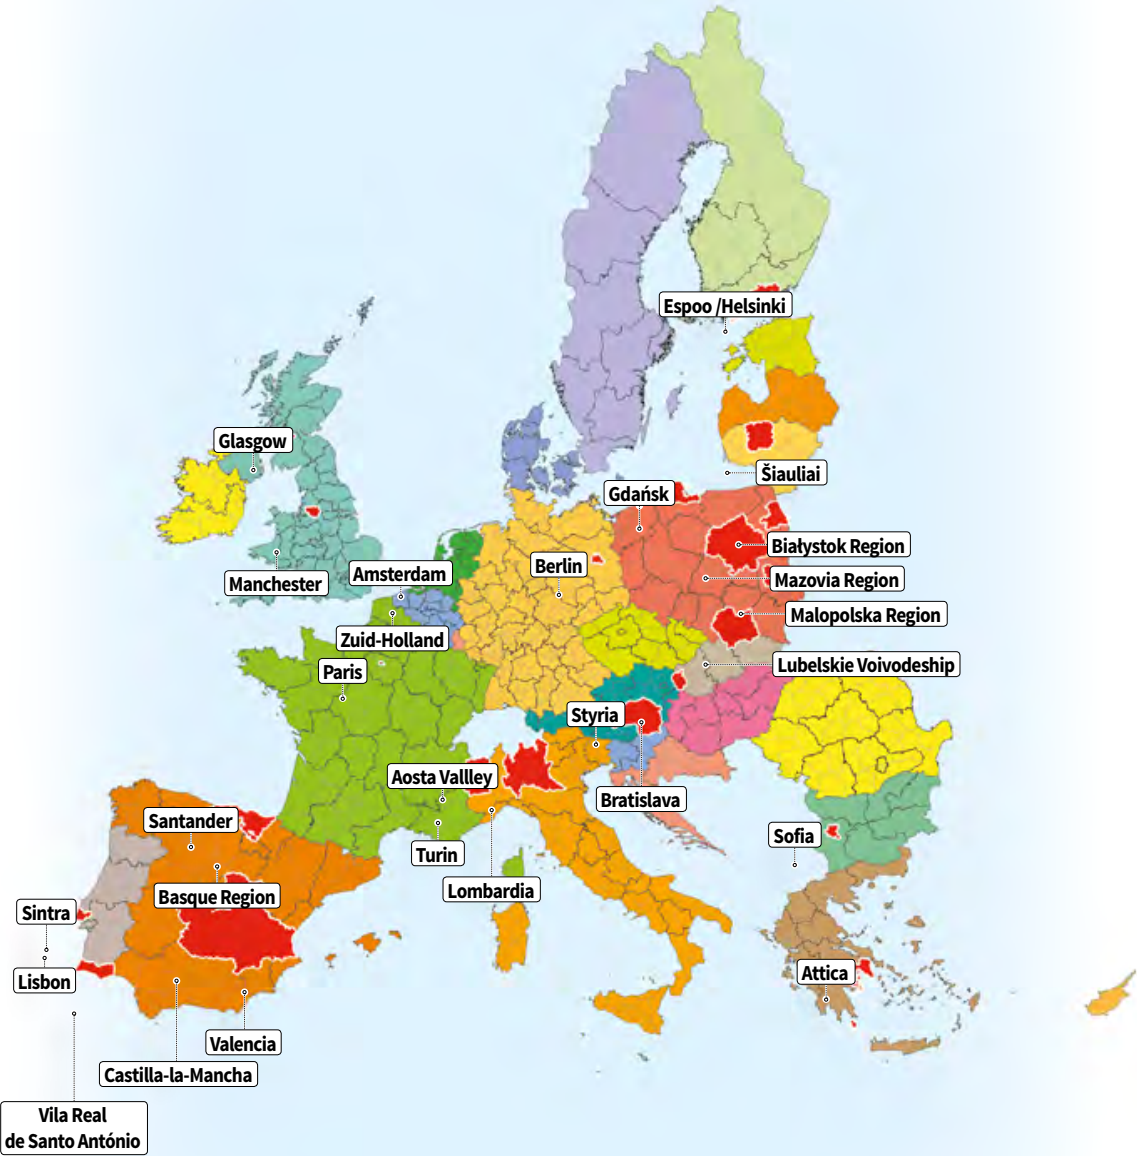 Espoo /Helsinki
Glasgow
Šiauliai
Gdańsk
Białystok Region
Berlin
Amsterdam
Manchester
Mazovia Region
Malopolska Region
Zuid-Holland
Lubelskie Voivodeship
Paris
Styria
Aosta Vallley
Bratislava
Santander
Sofia
Turin
Lombardia
Basque Region
Sintra
Attica
Lisbon
Valencia
Castilla-la-Mancha
Vila Real
de Santo António